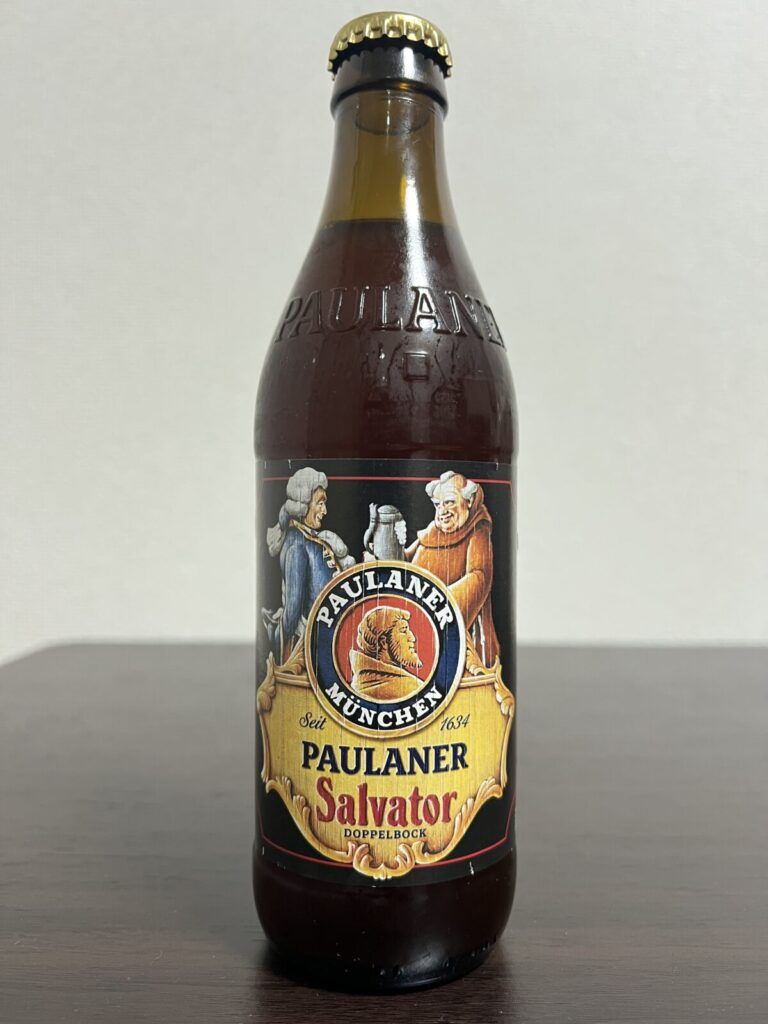 PAULANER
PAULANER
MÜNCHEN
Seit 1634
PAULANER
Salvator
DOPPELBOCK